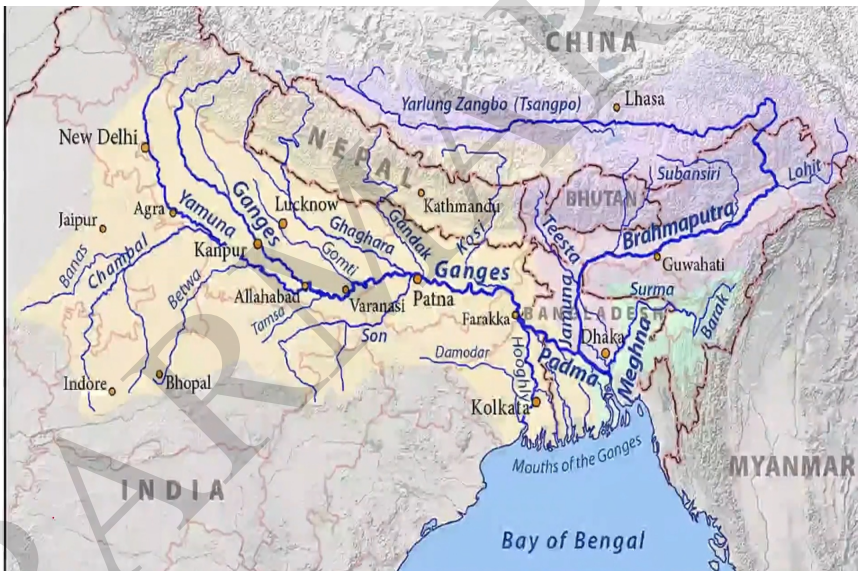 CHINA
Yarlung Zangbo (Tsangpo)
Lhasa
New Delhi
NEPAL
Subansiri
Lohit
BHUTAN
Jaipur
Agra
Yamuna
Ganges
Lucknow
Kathmandu
Ghaghara
Gandak
Kosi
Teesta
Brahmaputra
Guwahati
Banas
Chambal
Kanpur
Gomti
Betwa
Allahabad
Varanasi
Patna
Ganges
Tamsa
Son
Farakka
BANGLADESH
Jamuna
Surma
Barak
Dhaka
Meghna
Padma
Damodar
Hooghly
Indore
Bhopal
Kolkata
Mouths of the Ganges
INDIA
MYANMAR
Bay of Bengal
PARMAR